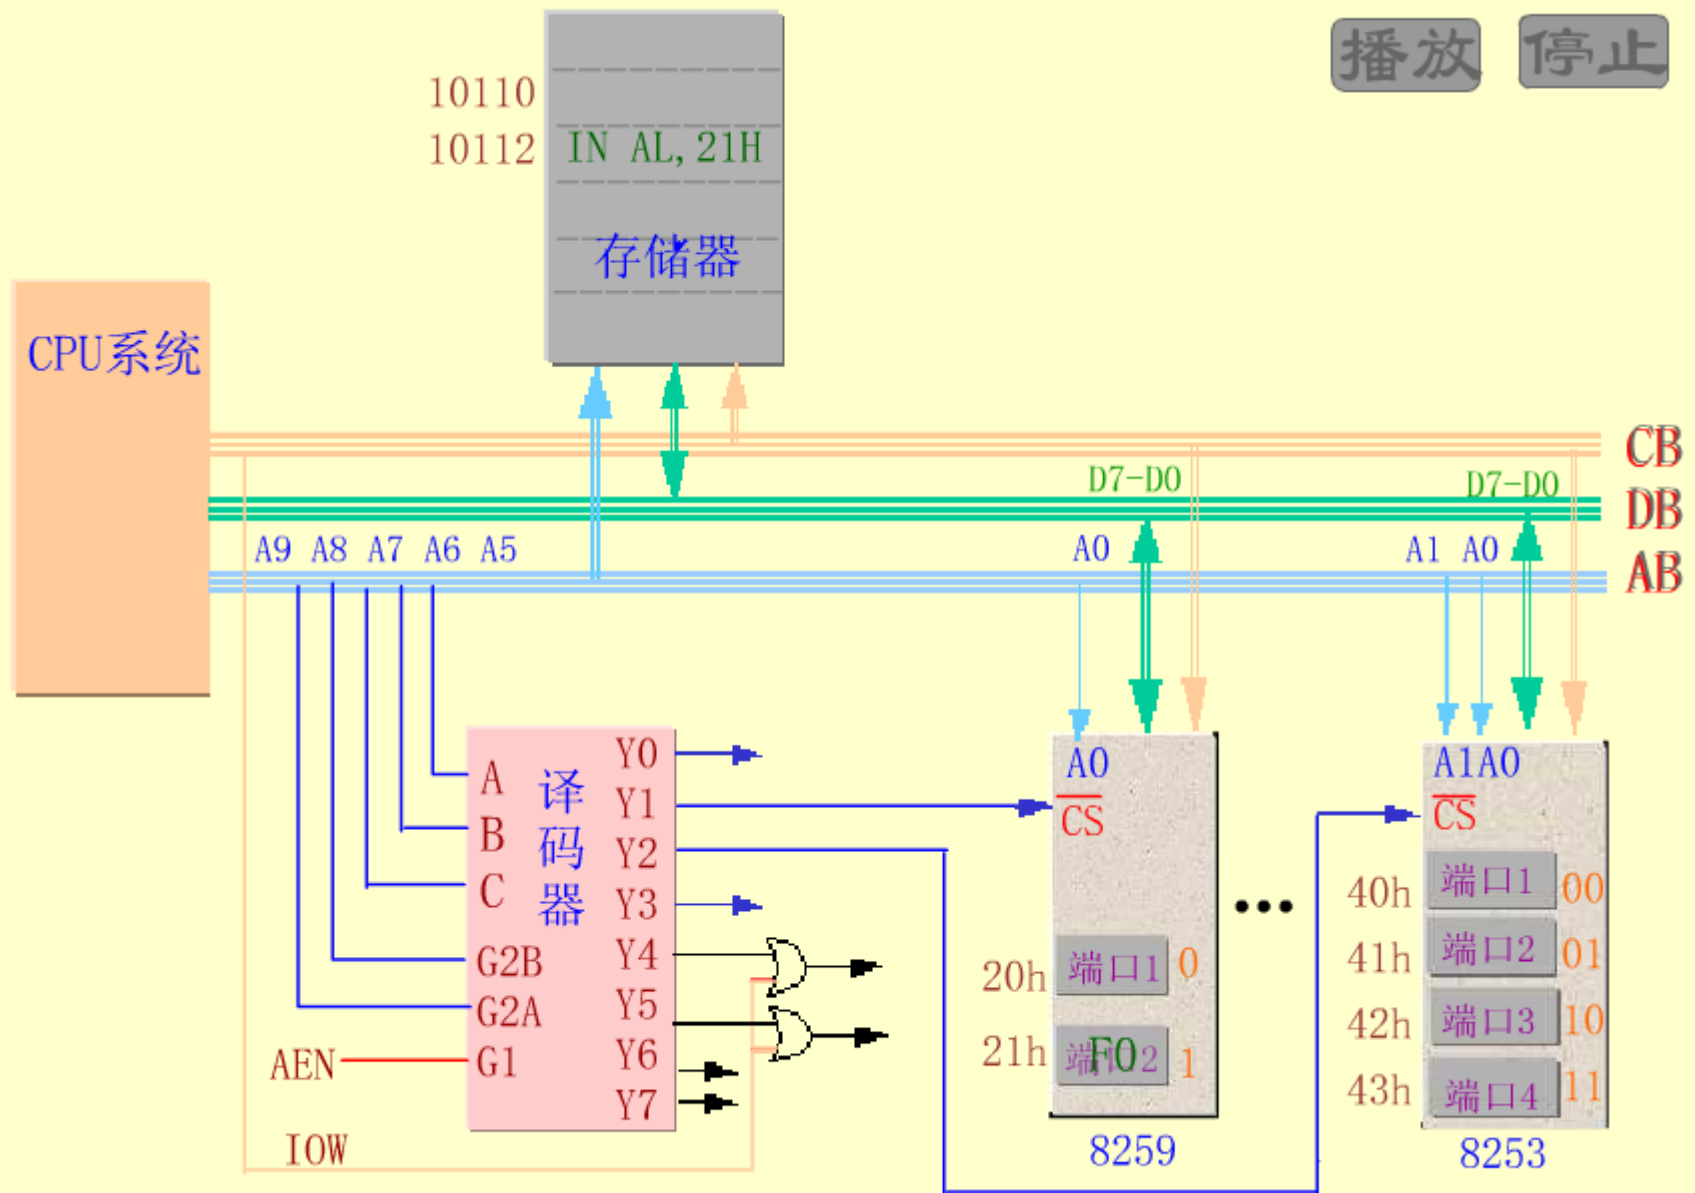 播放 停止
10110
10112 IN AL,21H
存储器
CPU系统
CB
D7-D0 D7-D0
DB
A9 A8 A7 A6 A5 A0 A1 A0
AB
译码器
A
B
C
G2B
G2A
AEN G1
IOW
Y0
Y1
Y2
Y3
Y4
Y5
Y6
Y7
A0
CS
20h 端口1 0
21h 端口2 1
F0
8259
A1A0
CS
40h 端口1 00
41h 端口2 01
42h 端口3 10
43h 端口4 11
8253